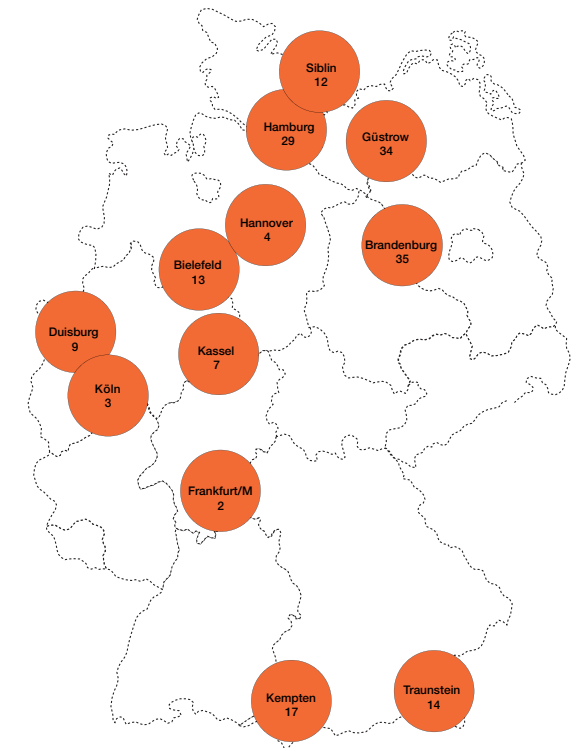 Siblin
12
Hamburg
29
Güstrow
34
Hannover
4
Brandenburg
35
Bielefeld
13
Duisburg
9
Kassel
7
Köln
3
Frankfurt/M
2
Kempten
17
Traunstein
14